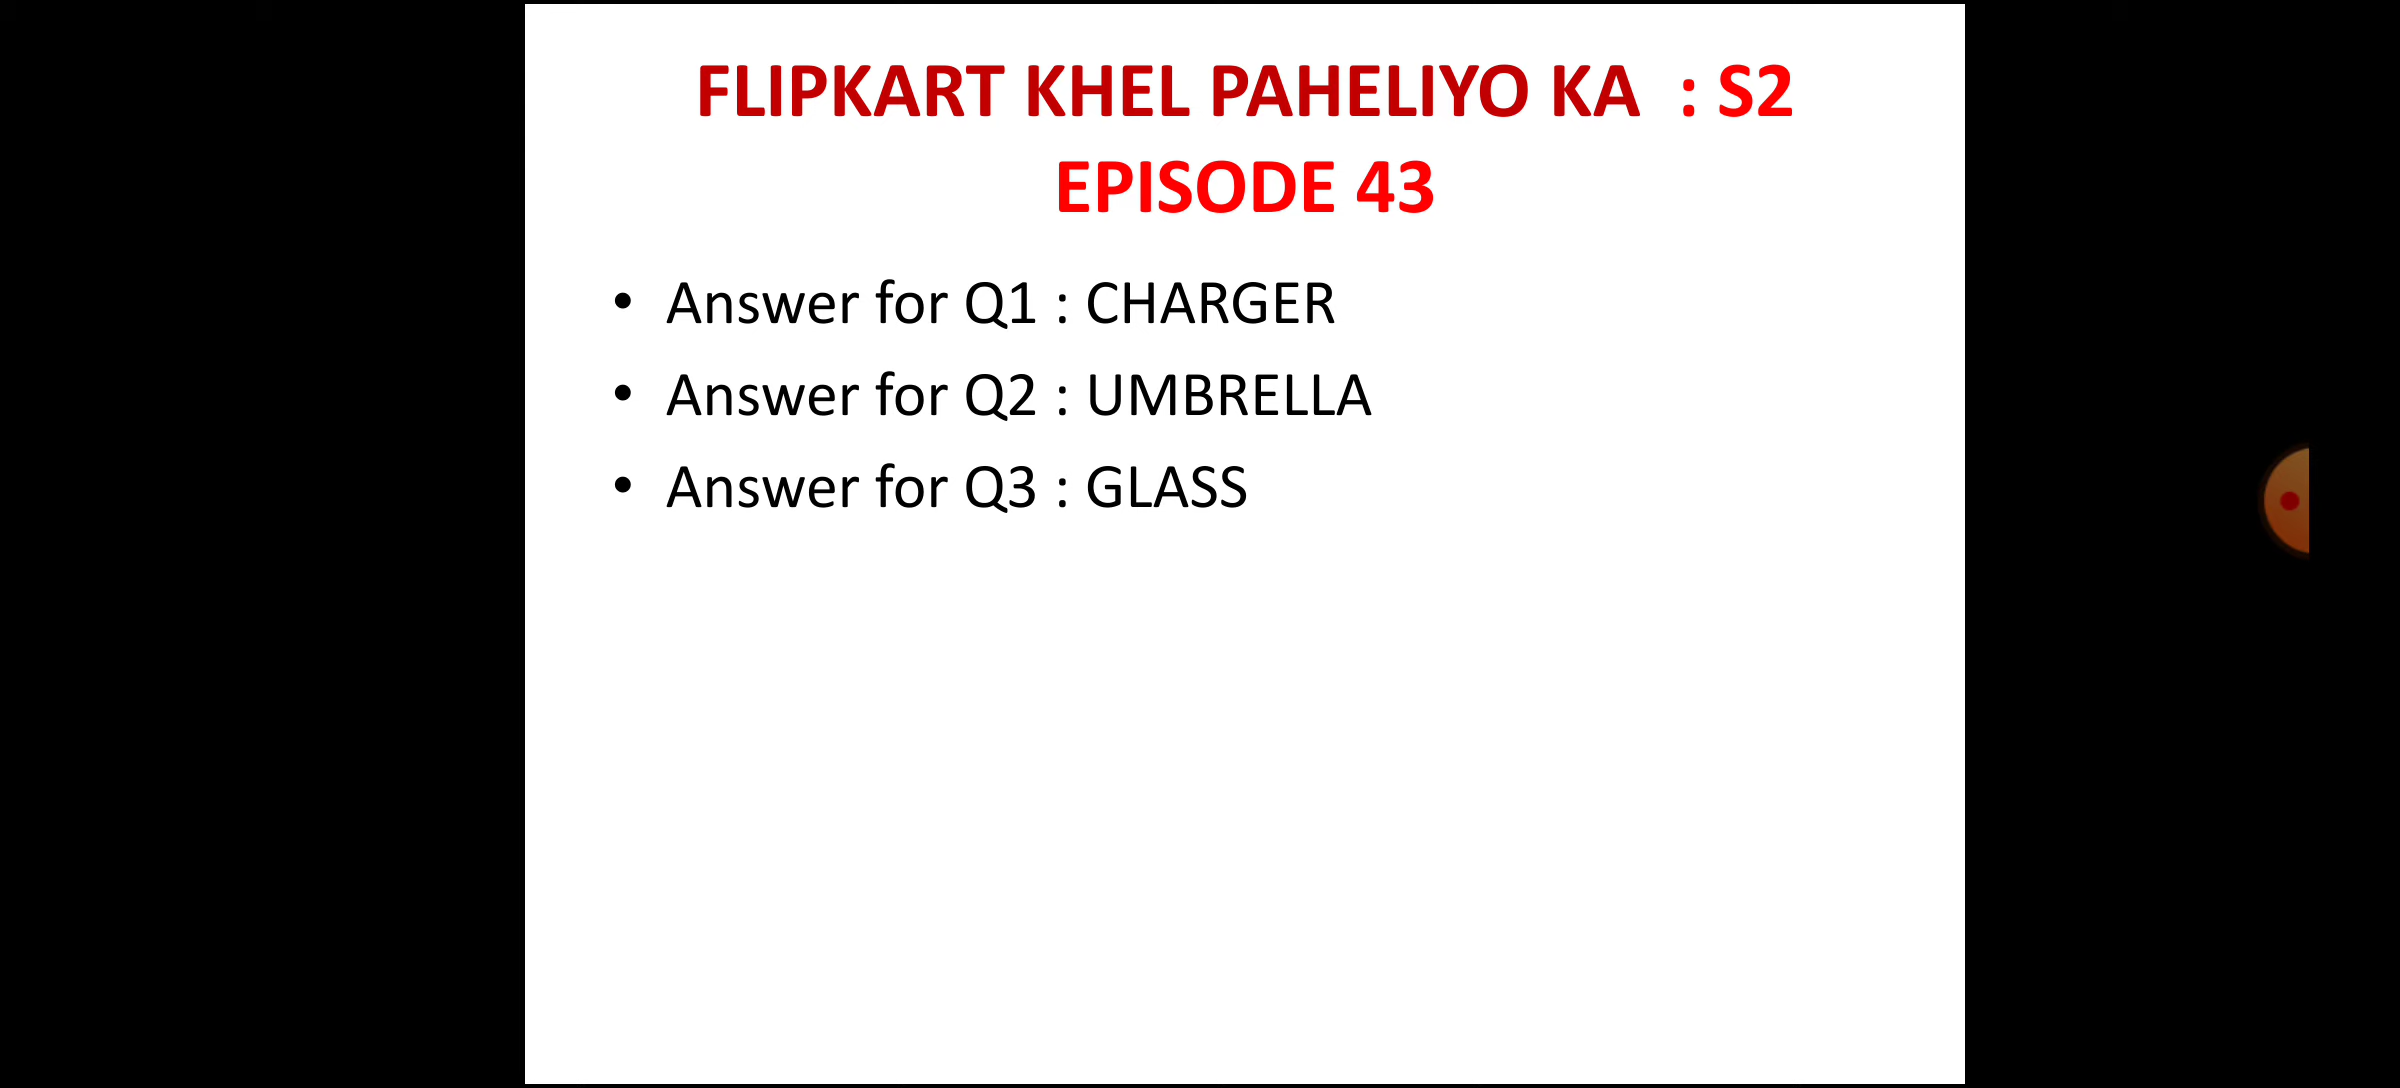 FLIPKART KHEL PAHELIYO KA : S2
EPISODE 43
• Answer for Q1 : CHARGER
• Answer for Q2 : UMBRELLA
• Answer for Q3 : GLASS